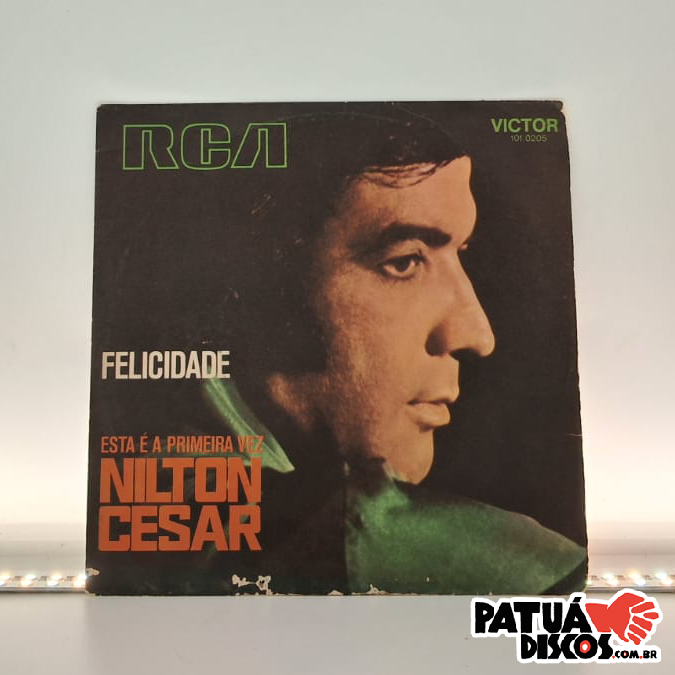 RCA
VICTOR
101.0205
FELICIDADE
ESTA É A PRIMEIRA VEZ
NILTON
CESAR
PATUÁ
DISCOS.COM.BR